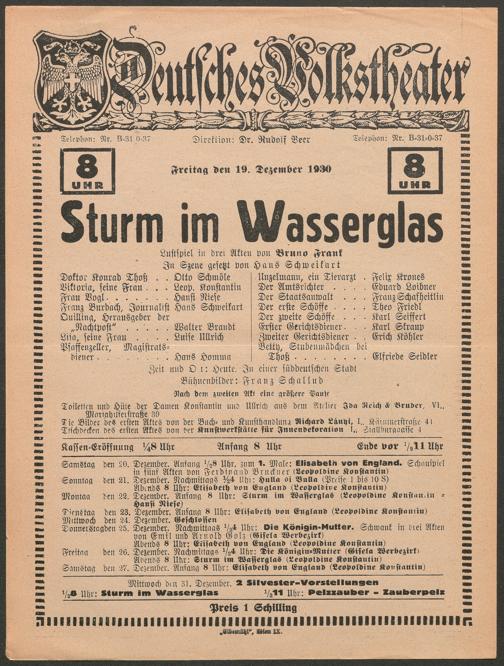 Deutsches Volkstheater
Telephon: Nr. B-31-0-37 Direktion: Dr. Rudolf Beer Telephon: Nr. B-31-0-37
8 UHR Freitag den 19. Dezember 1930 8 UHR
Sturm im Wasserglas
Lustspiel in drei Akten von Bruno Frank
In Szene gesetzt von Hans Schweikart
Doktor Konrad Thoß . . Otto Schmöle
Viktoria, seine Frau . . . Leop. Konstantin
Frau Vogl . . . . . . . Hansi Niese
Franz Burdach, Journalist Hans Schweikart
Quilling, Herausgeber der
„Nachtpost" . . . . . Walter Brandt
Lisa, seine Frau . . . . Luise Ullrich
Pfaffenzeller, Magistrats-
diener . . . . . . . Hans Homma
Unzelmann, ein Tierarzt . Felix Krones
Der Amtsrichter . . . . Eduard Loibner
Der Staatsanwalt . . . Franz Schafheitlin
Der erste Schöffe . . . . Theo Friedl
Der zweite Schöffe . . . Karl Seiffert
Erster Gerichtsdiener . . Karl Skraup
Zweiter Gerichtsdiener . . Erich Köhler
Betty, Stubenmädchen bei
Thoß . . . . . . . . Elfriede Seidler
Zeit und Ort: Heute. In einer süddeutschen Stadt
Bühnenbilder: Franz Schallud
Nach dem zweiten Akt eine größere Pause
Toiletten und Hüte der Damen Konstantin und Ullrich aus dem Atelier Ida Reich & Bruder, VI.,
Mariahilferstraße
Die Bilder des ersten Aktes von der Buch- und Kunsthandlung Richard Lányi, I., Kärntnerstraße
Tischdecken des ersten Aktes von der Kunstwerkstätte für Innendekoration I., Stallburggasse
Kassen-Eröffnung ½8 Uhr Anfang 8 Uhr Ende vor ½11 Uhr
Samstag den 20. Dezember. Anfang ½8 Uhr, zum 1. Male: Elisabeth von England. Schauspiel
in fünf Akten von Ferdinand Bruckner (Leopoldine Konstantin)
Sonntag den 21. Dezember. Nachmittags Uhr Hulla di Bulla (Preise 1 bis 10 S)
Abends 8 Uhr: Elisabeth von England (Leopoldine Konstantin)
Montag den 22. Dezember. Anfang 8 Uhr: Sturm im Wasserglas (Leopoldine Konstantin -
Hansi Niese)
Dienstag den 23. Dezember. Anfang 8 Uhr: Elisabeth von England (Leopoldine Konstantin)
Mittwoch den 24. Dezember. Geschlossen
Donnerstag den 25. Dezember. Nachmittags Uhr: Die Königin-Mutter. Schwank in drei Akten
von Emil und Arnold Golz (Gisela Werbezirk)
Abends 8 Uhr: Elisabeth von England (Leopoldine Konstantin)
Freitag den 26. Dezember. Nachmittags Uhr: Die Königin-Mutter (Gisela Werbezirk)
Abends 8 Uhr: Sturm im Wasserglas (Leopoldine Konstantin)
Samstag den 27. Dezember. Anfang 8 Uhr: Elisabeth von England (Leopoldine Konstantin)
Mittwoch den 31. Dezember. 2 Silvester-Vorstellungen
Uhr: Sturm im Wasserglas ½11 Uhr: Pelzzauber - Zauberpelz
Preis 1 Schilling
„Elbemühl", Wien IX.